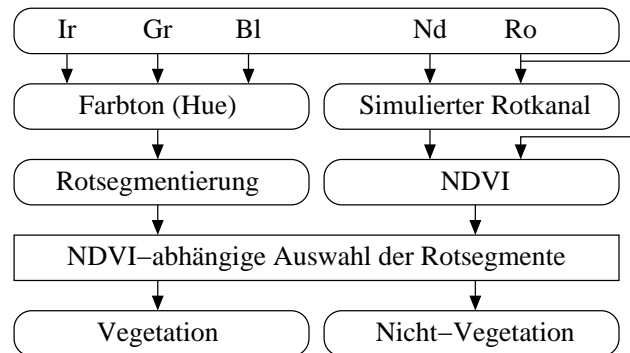 Ir Gr Bl Nd Ro
Farbton (Hue) Simulierter Rotkanal
Rotsegmentierung NDVI
NDVI−abhängige Auswahl der Rotsegmente
Vegetation Nicht−Vegetation